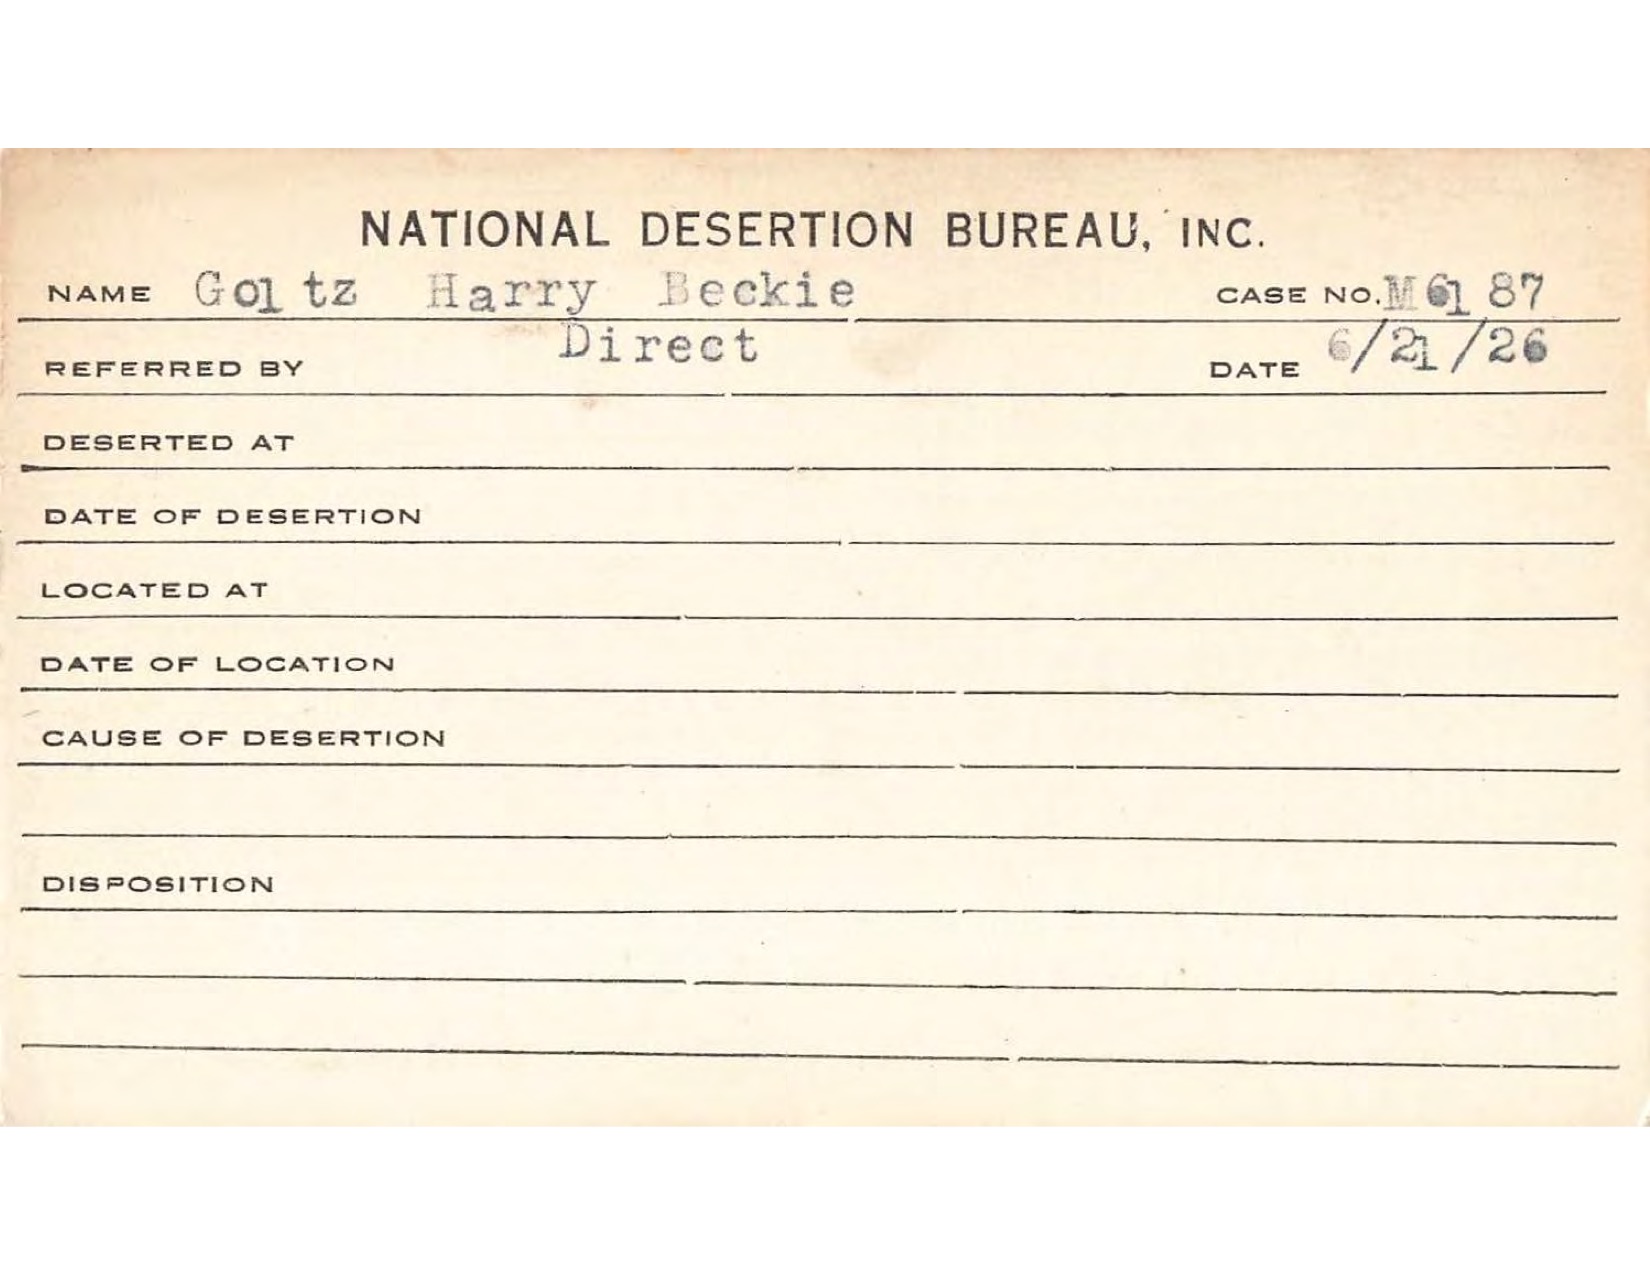 NATIONAL DESERTION BUREAU, INC.
NAME Goltz Harry Beckie CASE NO. M6187
REFERRED BY Direct DATE 6/21/26
DESERTED AT
DATE OF DESERTION
LOCATED AT
DATE OF LOCATION
CAUSE OF DESERTION
DISPOSITION